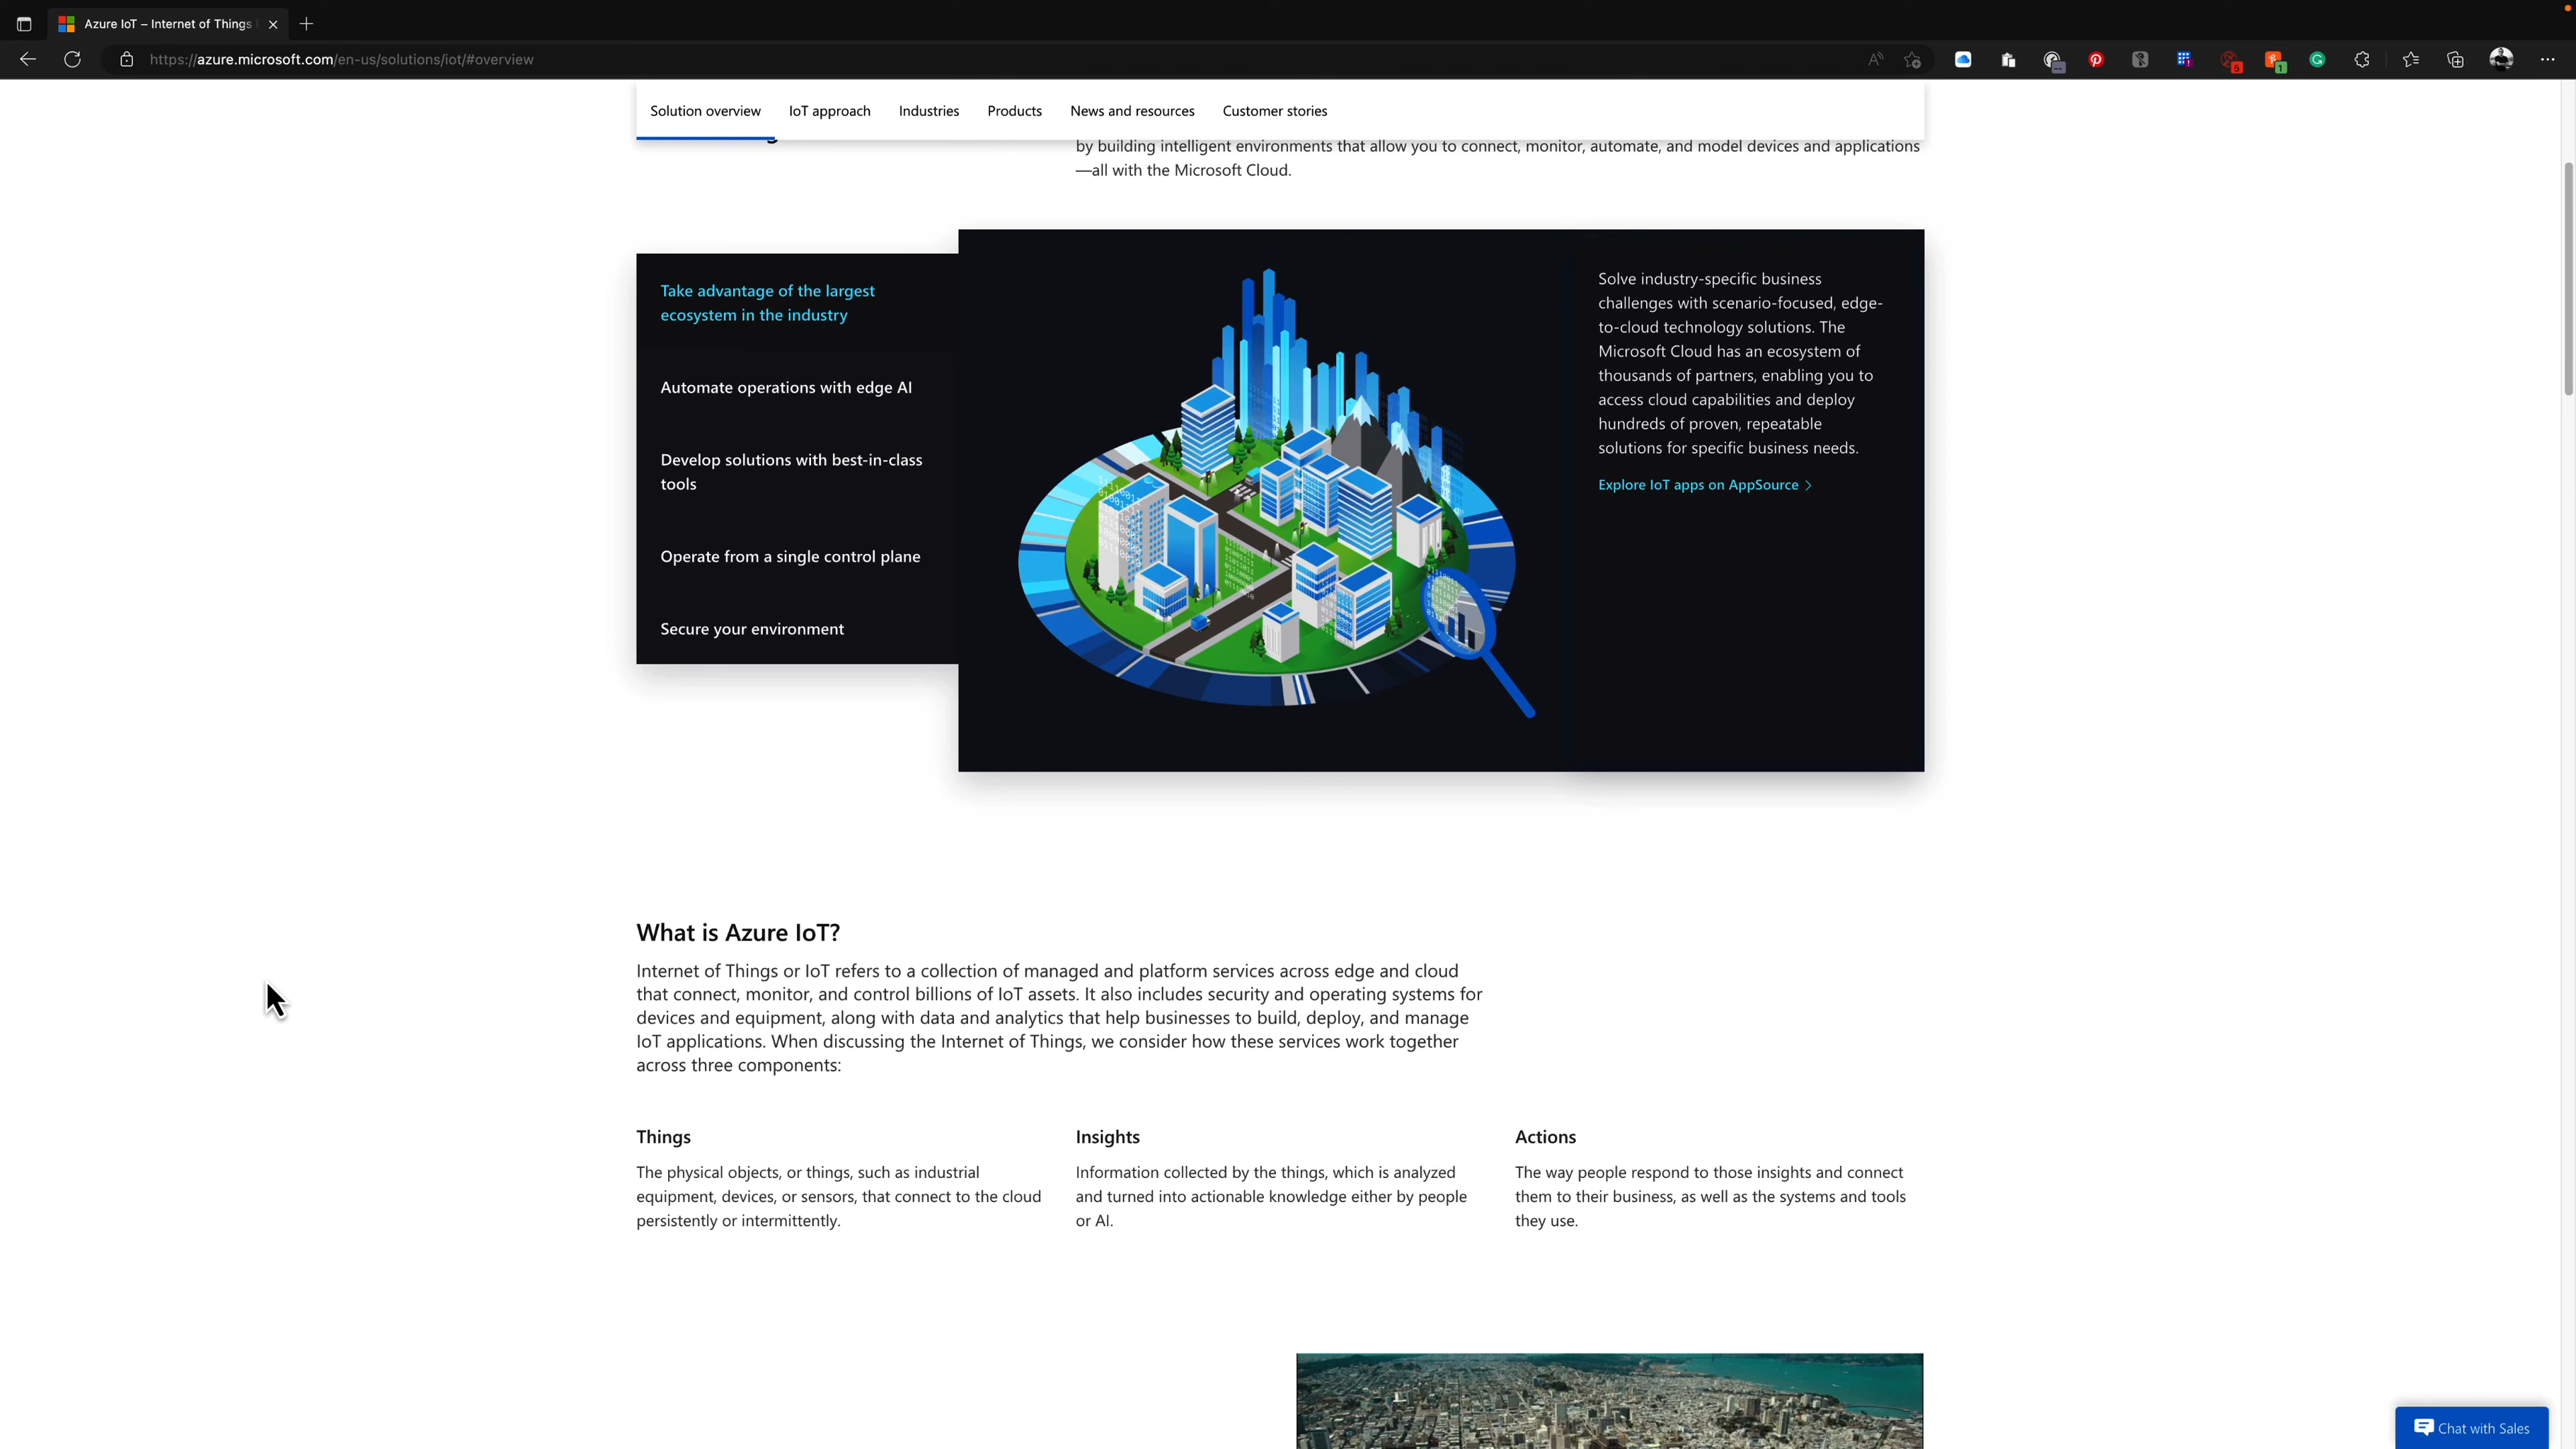 Azure IoT – Internet of Things
https://azure.microsoft.com/en-us/solutions/iot/#overview
5
1
Solution overview
IoT approach
Industries
Products
News and resources
Customer stories
by building intelligent environments that allow you to connect, monitor, automate, and model devices and applications
—all with the Microsoft Cloud.
Take advantage of the largest
ecosystem in the industry
Automate operations with edge AI
Develop solutions with best-in-class
tools
Operate from a single control plane
Secure your environment
Solve industry-specific business
challenges with scenario-focused, edge-
to-cloud technology solutions. The
Microsoft Cloud has an ecosystem of
thousands of partners, enabling you to
access cloud capabilities and deploy
hundreds of proven, repeatable
solutions for specific business needs.
Explore IoT apps on AppSource >
What is Azure IoT?
Internet of Things or IoT refers to a collection of managed and platform services across edge and cloud
that connect, monitor, and control billions of IoT assets. It also includes security and operating systems for
devices and equipment, along with data and analytics that help businesses to build, deploy, and manage
IoT applications. When discussing the Internet of Things, we consider how these services work together
across three components:
Things
The physical objects, or things, such as industrial
equipment, devices, or sensors, that connect to the cloud
persistently or intermittently.
Insights
Information collected by the things, which is analyzed
and turned into actionable knowledge either by people
or AI.
Actions
The way people respond to those insights and connect
them to their business, as well as the systems and tools
they use.
Chat with Sales